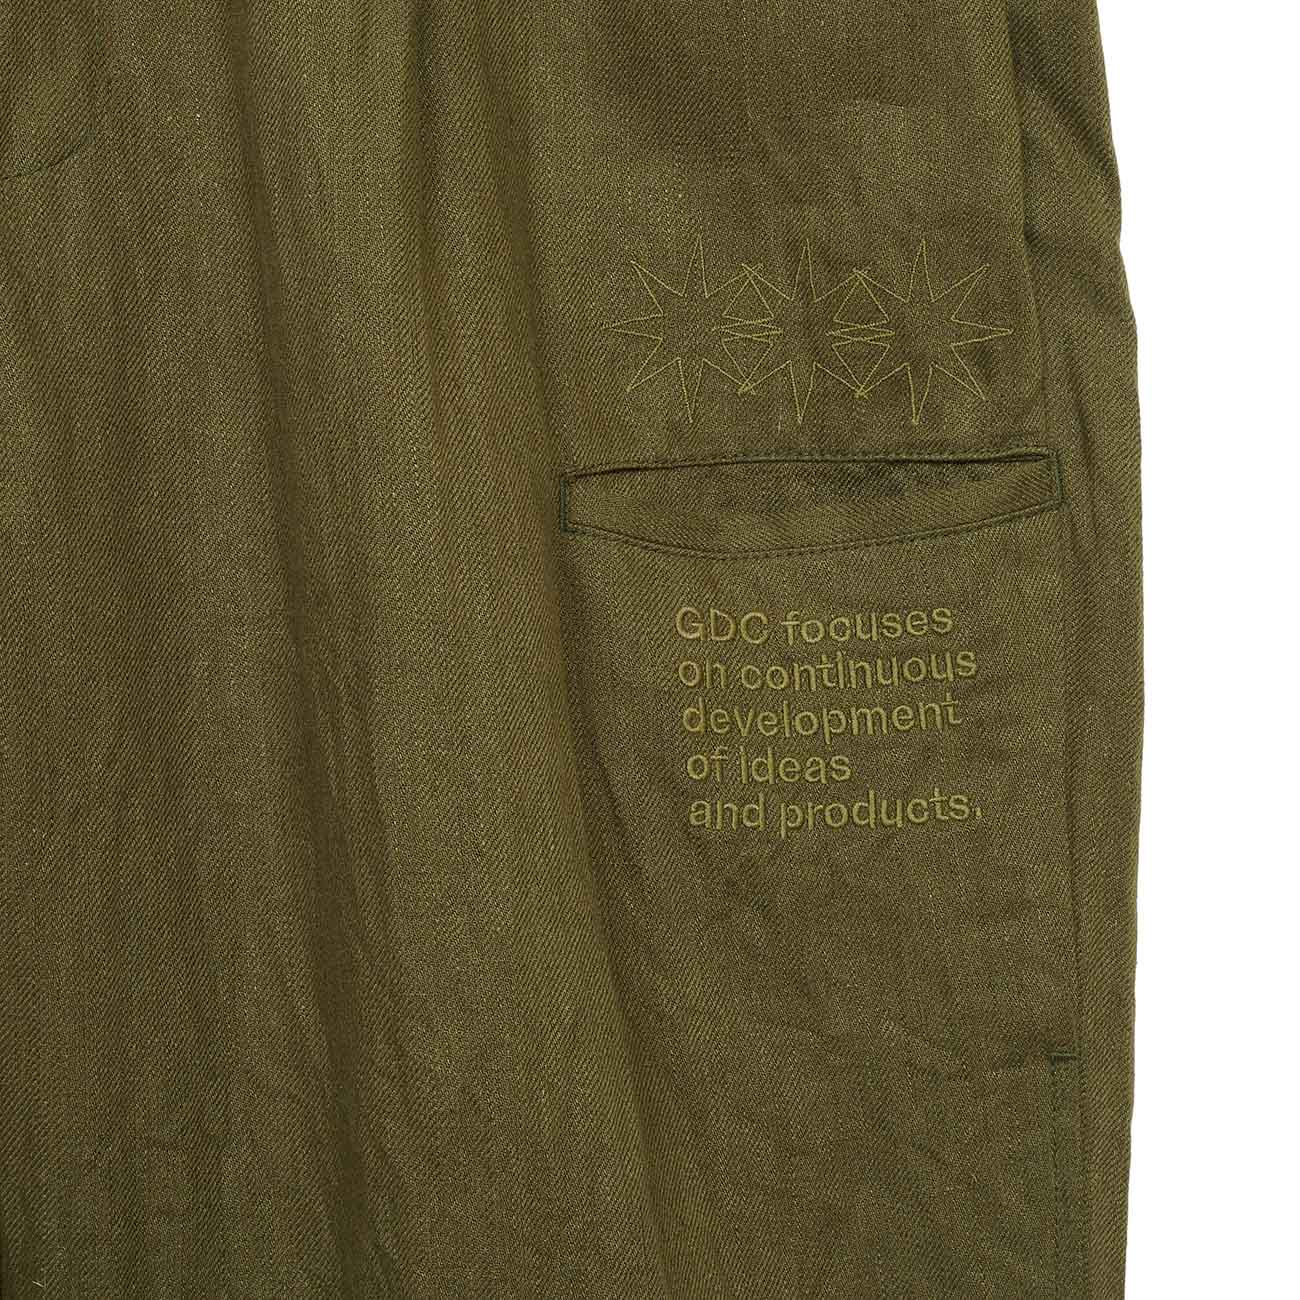 GDC focuses
on continuous
development
of ideas
and products.